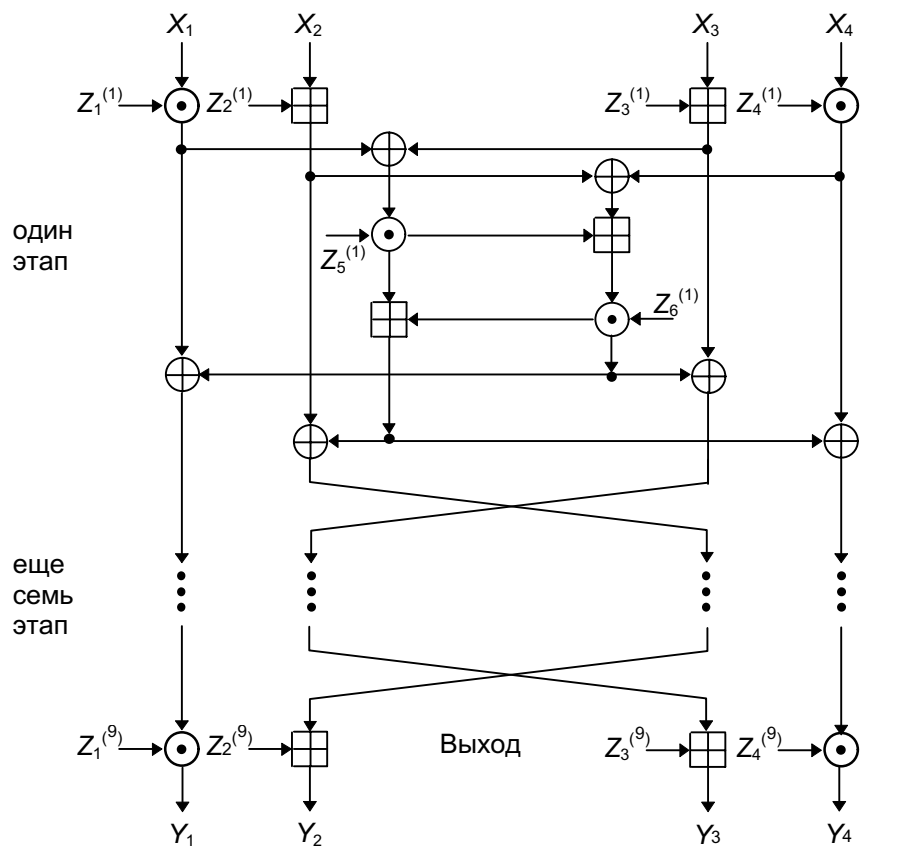 X1 X2 X3 X4
Z1(1) Z2(1) Z3(1) Z4(1)
один
этап
Z5(1)
Z6(1)
еще
семь
этап
Z1(9) Z2(9) Выход Z3(9) Z4(9)
Y1 Y2 Y3 Y4